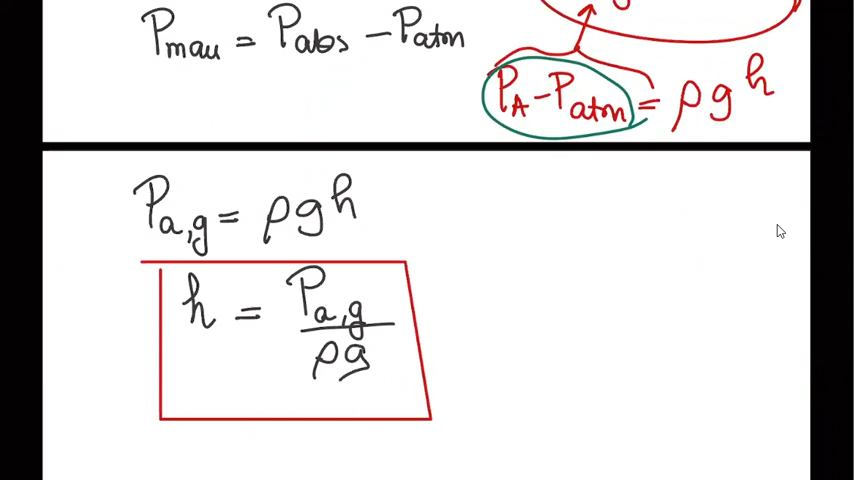 Pmau = Pabs - Patm
PA - Patm = ρgh
Pa,g = ρgh
h = Pa,g / ρg